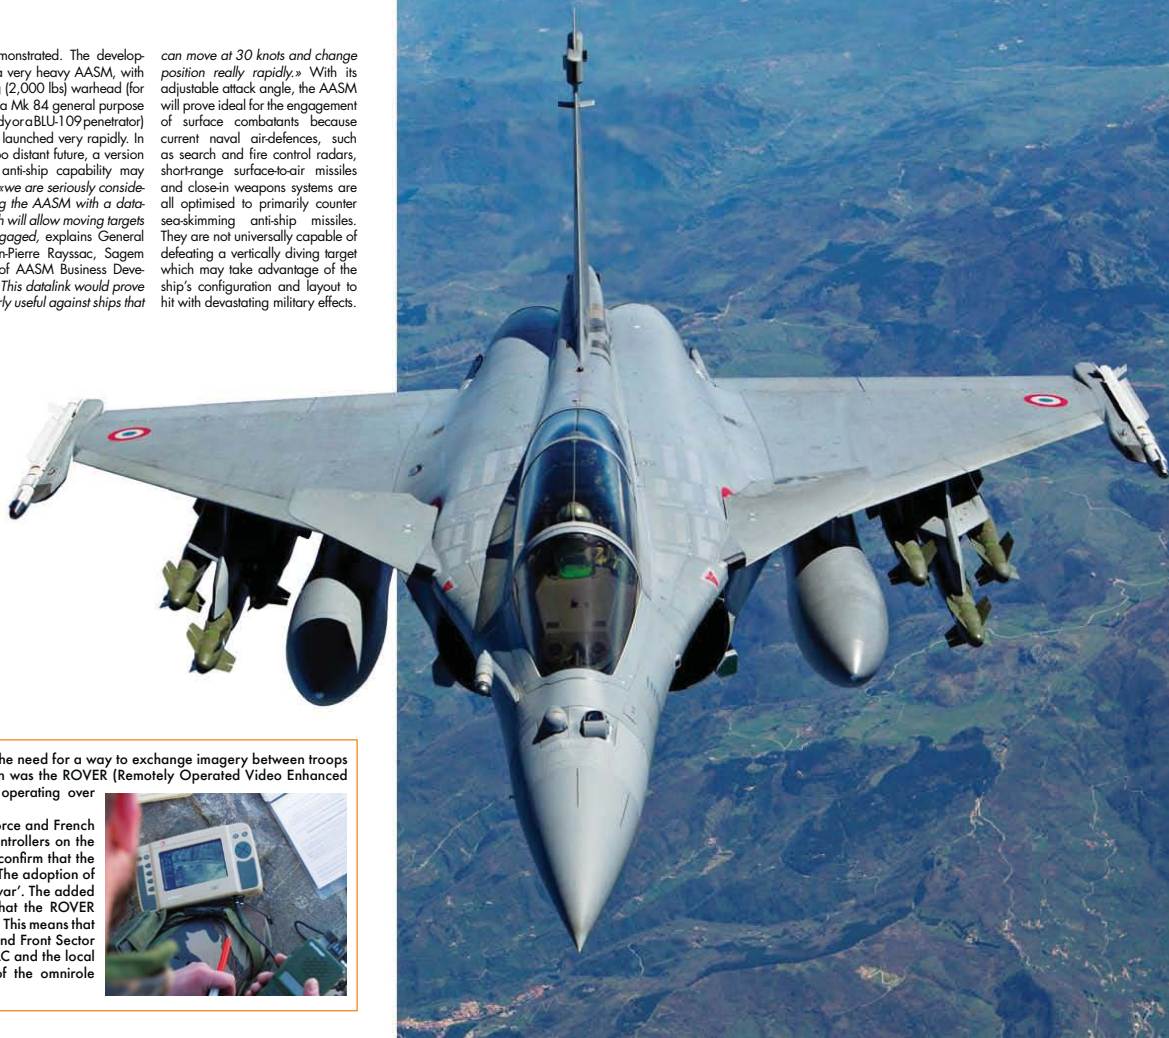 monstrated. The develop-
a very heavy AASM, with
(2,000 lbs) warhead (for
a Mk 84 general purpose
dy or a BLU-109 penetrator)
launched very rapidly. In
oo distant future, a version
anti-ship capability may
«we are seriously conside-
g the AASM with a data-
h will allow moving targets
gaged, explains General
n-Pierre Rayssac, Sagem
of AASM Business Deve-
This datalink would prove
rly useful against ships that
can move at 30 knots and change
position really rapidly.» With its
adjustable attack angle, the AASM
will prove ideal for the engagement
of surface combatants because
current naval air-defences, such
as search and fire control radars,
short-range surface-to-air missiles
and close-in weapons systems are
all optimised to primarily counter
sea-skimming anti-ship missiles.
They are not universally capable of
defeating a vertically diving target
which may take advantage of the
ship's configuration and layout to
hit with devastating military effects.
he need for a way to exchange imagery between troops
n was the ROVER (Remotely Operated Video Enhanced
operating over
orce and French
ntrollers on the
confirm that the
The adoption of
var'. The added
hat the ROVER
This means that
nd Front Sector
C and the local
of the omnirole